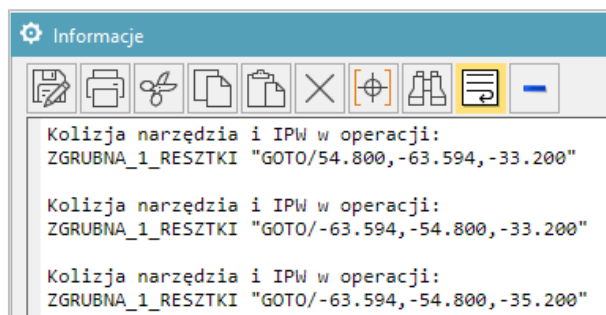 Informacje
Kolizja narzędzia i IPW w operacji:
ZGRUBNA_1_RESZTKI "GOTO/54.800,-63.594,-33.200"
Kolizja narzędzia i IPW w operacji:
ZGRUBNA_1_RESZTKI "GOTO/-63.594,-54.800,-33.200"
Kolizja narzędzia i IPW w operacji:
ZGRUBNA_1_RESZTKI "GOTO/-63.594,-54.800,-35.200"